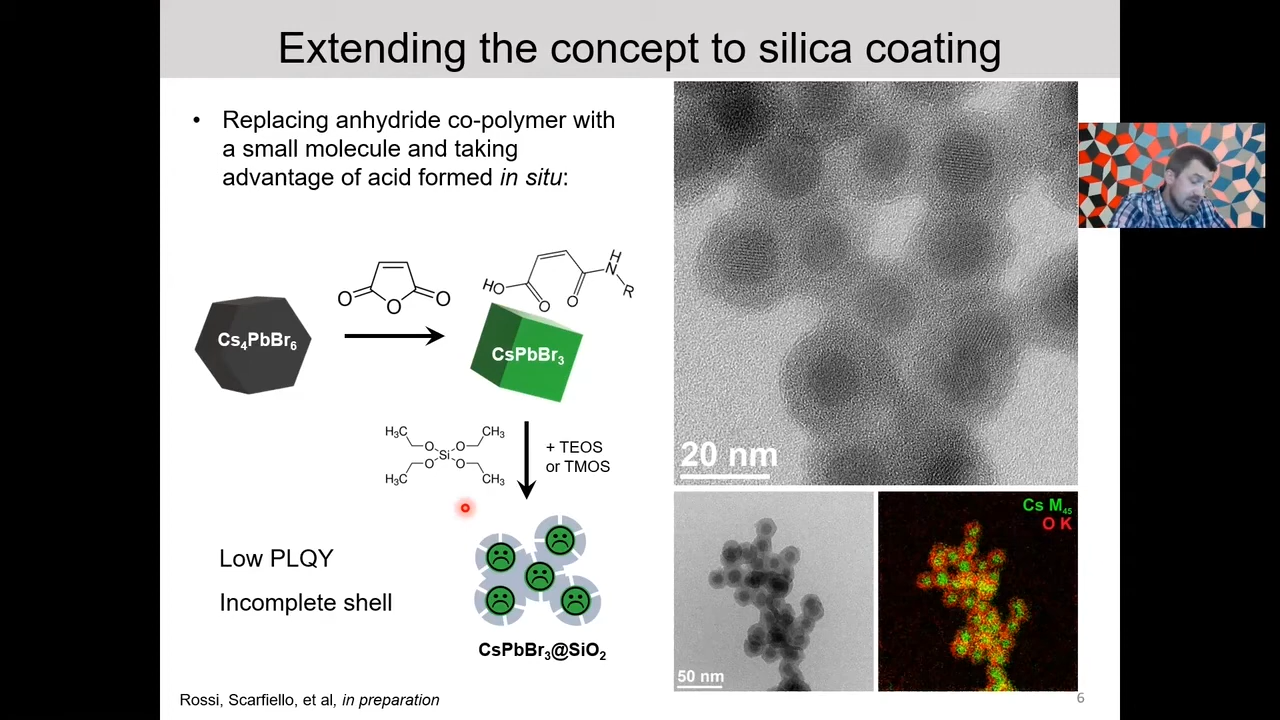 Extending the concept to silica coating
• Replacing anhydride co-polymer with
a small molecule and taking
advantage of acid formed in situ:
O O O
HO O O H N R
Cs₄PbBr₆
CsPbBr₃
H₃C O O CH₃
Si
H₃C O O CH₃
+ TEOS
or TMOS
Low PLQY
Incomplete shell
CsPbBr₃@SiO₂
20 nm
50 nm
Cs M₄₅
O K
Rossi, Scarfiello, et al, in preparation
6